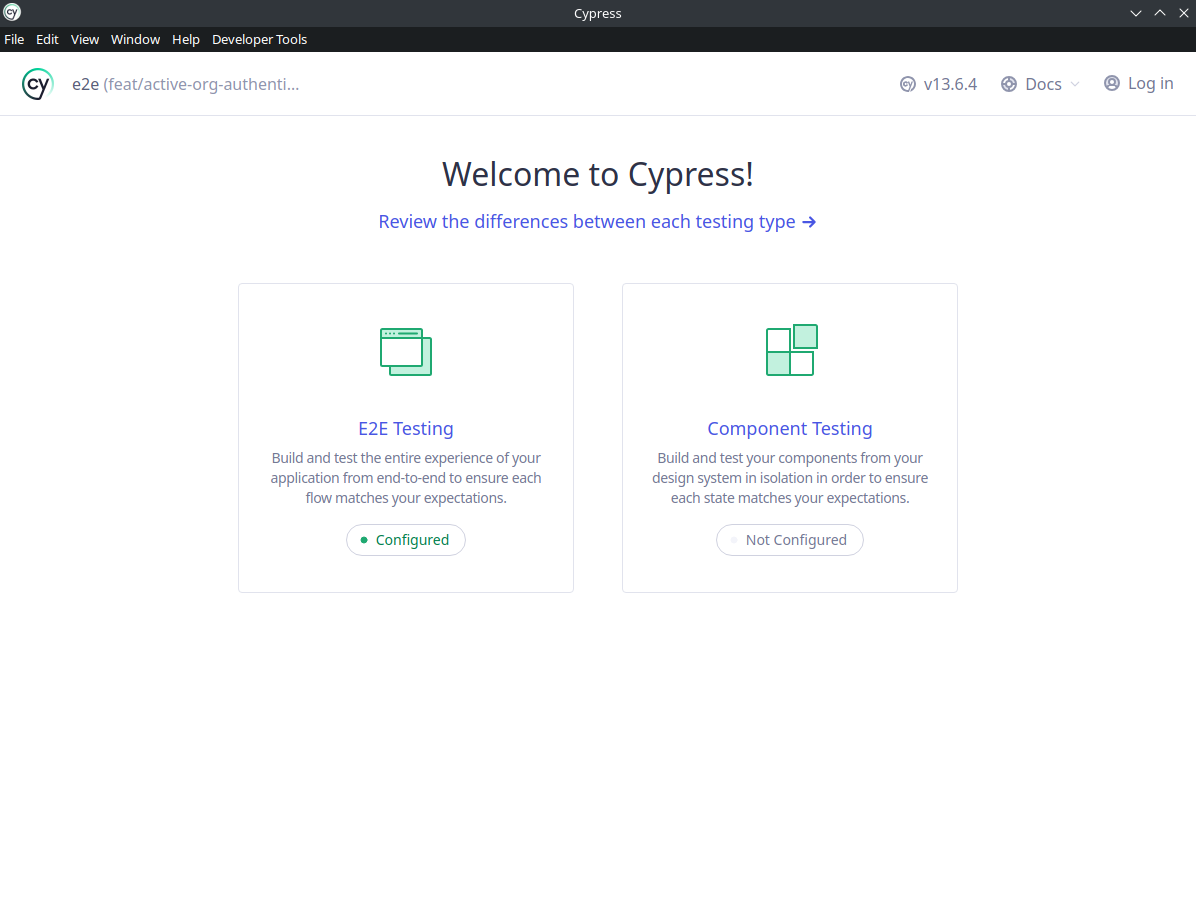 Cypress
File Edit View Window Help Developer Tools
cy e2e (feat/active-org-authenti... v13.6.4 Docs Log in
Welcome to Cypress!
Review the differences between each testing type →
E2E Testing
Build and test the entire experience of your
application from end-to-end to ensure each
flow matches your expectations.
Configured
Component Testing
Build and test your components from your
design system in isolation in order to ensure
each state matches your expectations.
Not Configured